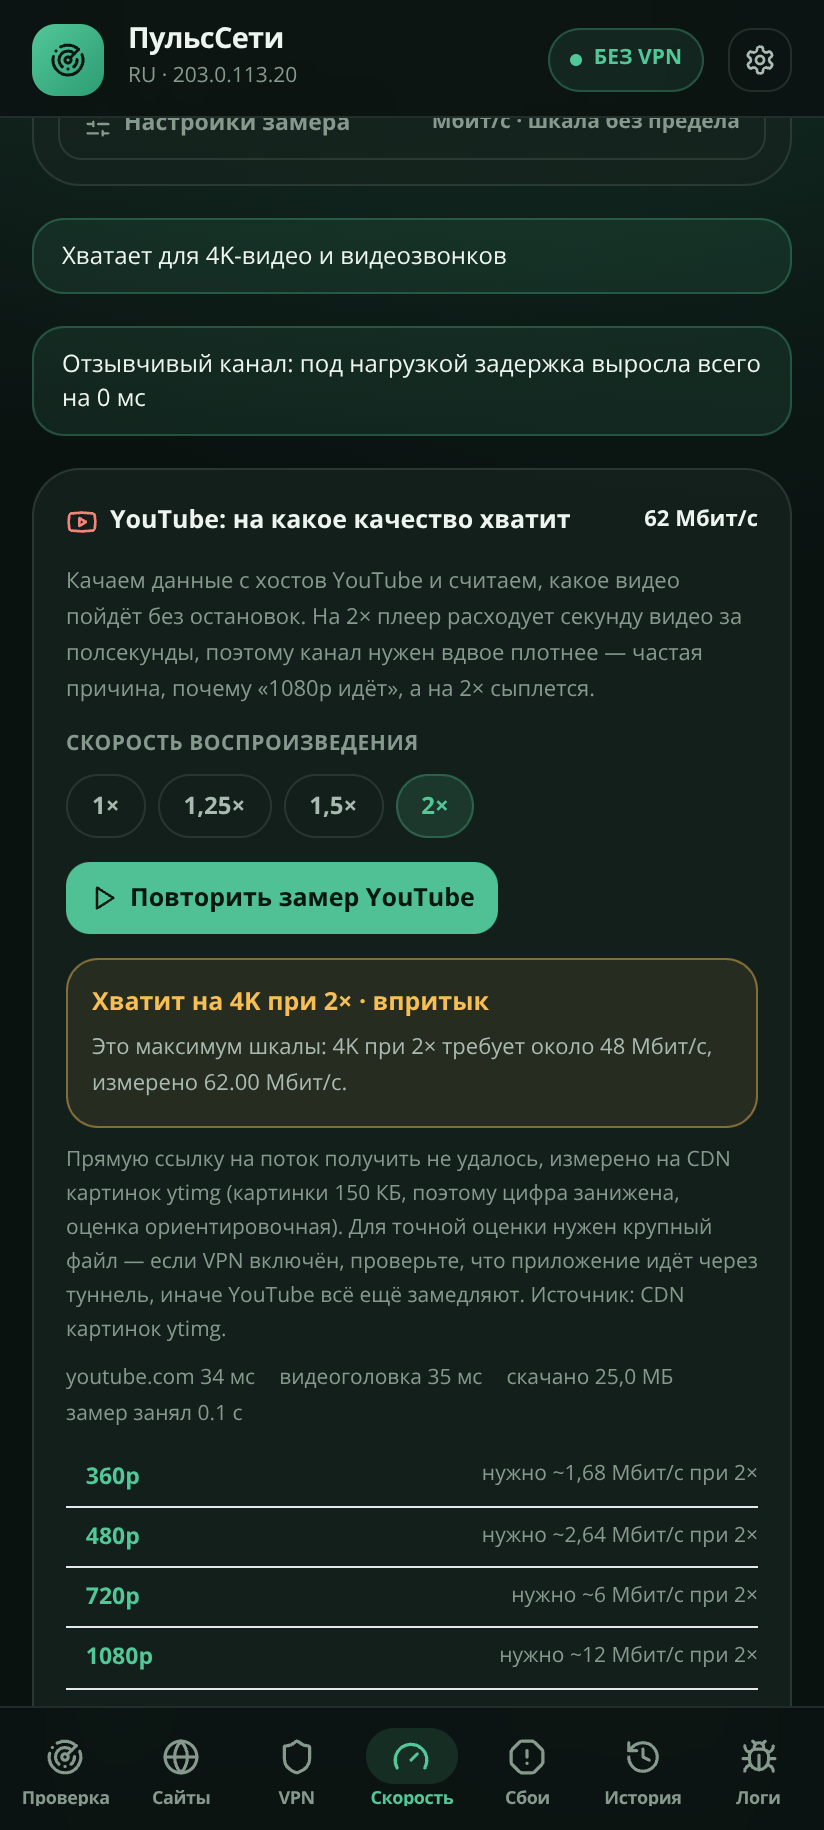 ПульсСети
RU · 203.0.113.20
БЕЗ VPN
Настройки замера
Мбит/с · шкала без предела
Хватает для 4K-видео и видеозвонков
Отзывчивый канал: под нагрузкой задержка выросла всего
на 0 мс
YouTube: на какое качество хватит
62 Мбит/с
Качаем данные с хостов YouTube и считаем, какое видео
пойдёт без остановок. На 2× плеер расходует секунду видео за
полсекунды, поэтому канал нужен вдвое плотнее — частая
причина, почему «1080p идёт», а на 2× сыплется.
СКОРОСТЬ ВОСПРОИЗВЕДЕНИЯ
1× 1,25× 1,5× 2×
Повторить замер YouTube
Хватит на 4K при 2× · впритык
Это максимум шкалы: 4K при 2× требует около 48 Мбит/с,
измерено 62.00 Мбит/с.
Прямую ссылку на поток получить не удалось, измерено на CDN
картинок ytimg (картинки 150 КБ, поэтому цифра занижена,
оценка ориентировочная). Для точной оценки нужен крупный
файл — если VPN включён, проверьте, что приложение идёт через
туннель, иначе YouTube всё ещё замедляют. Источник: CDN
картинок ytimg.
youtube.com 34 мс видеоголовка 35 мс скачано 25,0 МБ
замер занял 0.1 с
360p нужно ~1,68 Мбит/с при 2×
480p нужно ~2,64 Мбит/с при 2×
720p нужно ~6 Мбит/с при 2×
1080p нужно ~12 Мбит/с при 2×
Проверка Сайты VPN Скорость Сбои История Логи